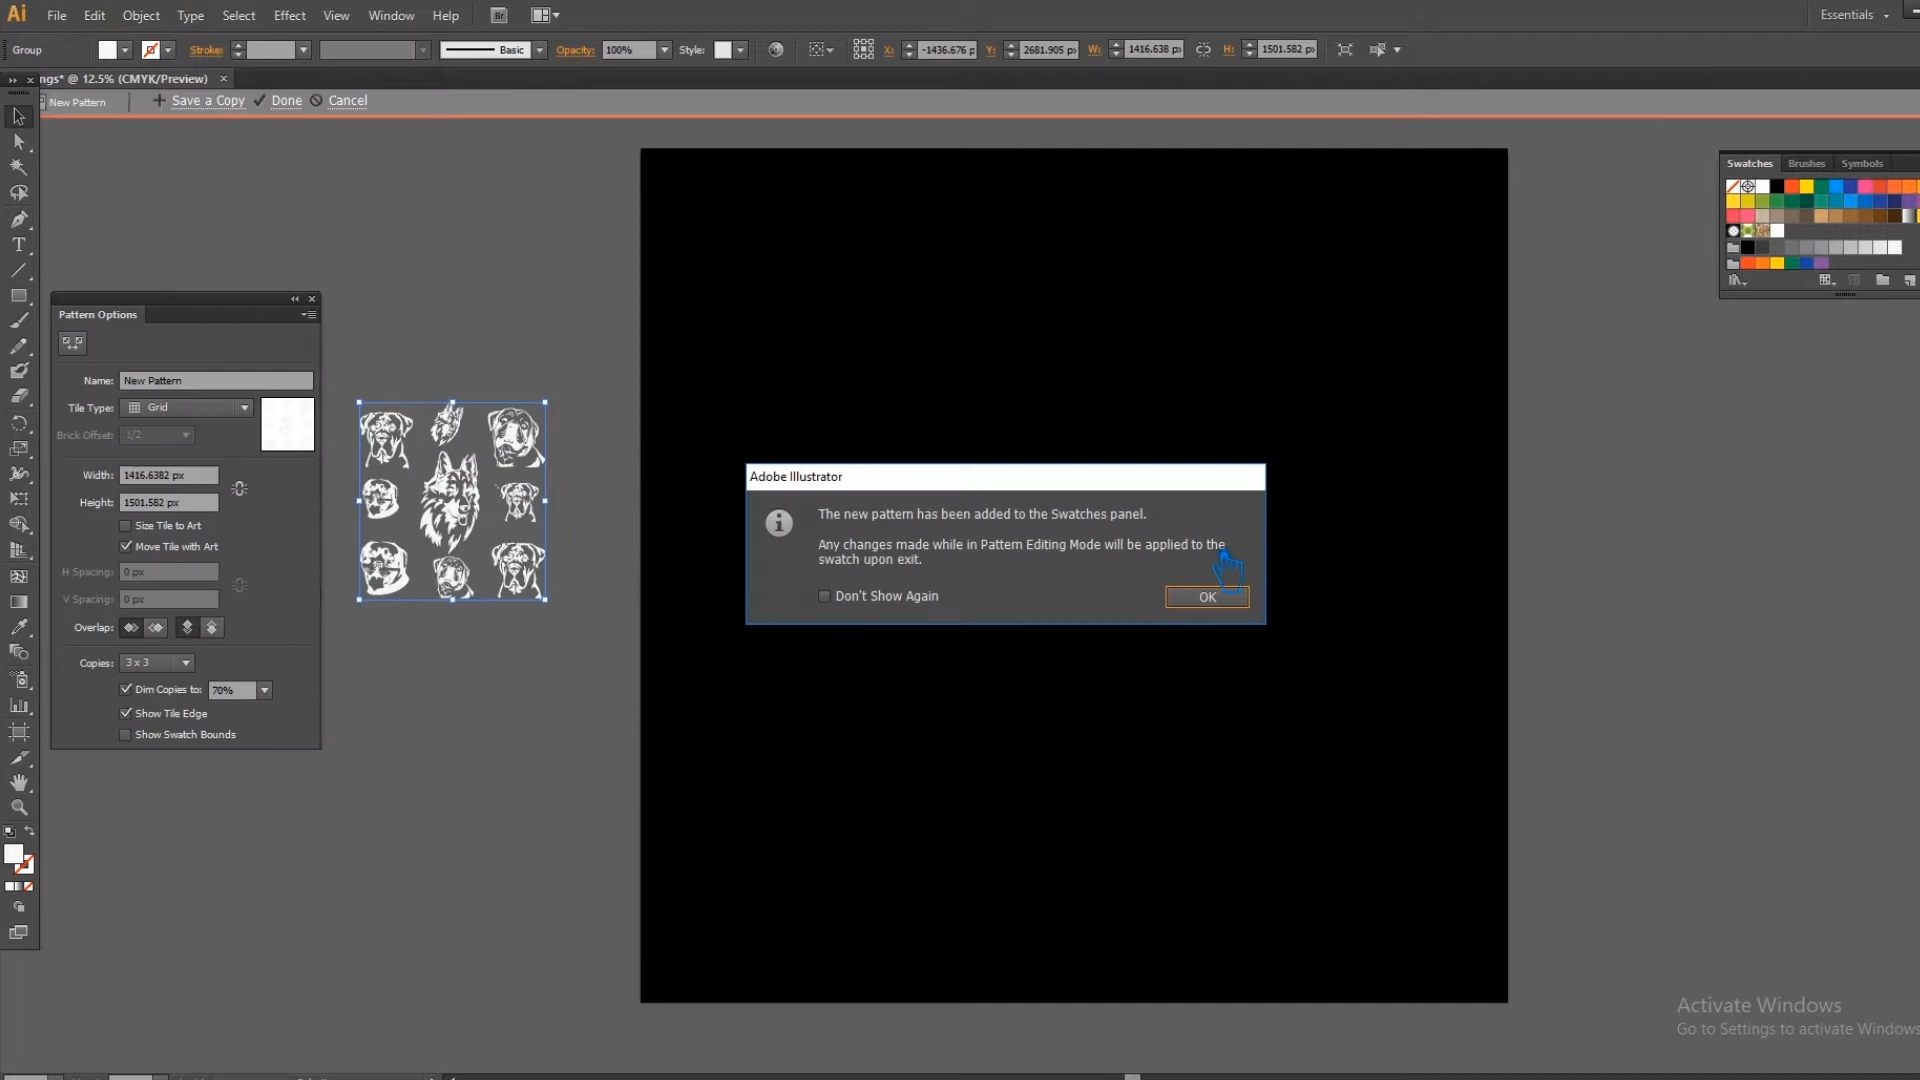 Ai File Edit Object Type Select Effect View Window Help Br Essentials
Group Stroke: Basic Opacity: 100% Style: X: -1436.676 p Y: 2681.905 px W: 1416.638 px H: 1501.582 px
ngs* @ 12.5% (CMYK/Preview) ×
New Pattern + Save a Copy Done Cancel
Swatches Brushes Symbols
Pattern Options
Name: New Pattern
Tile Type: Grid
Brick Offset: 1/2
Width: 1416.6382 px
Height: 1501.582 px
Size Tile to Art
Move Tile with Art
H Spacing: 0 px
V Spacing: 0 px
Overlap:
Copies: 3 x 3
Dim Copies to: 70%
Show Tile Edge
Show Swatch Bounds
Adobe Illustrator
The new pattern has been added to the Swatches panel.
Any changes made while in Pattern Editing Mode will be applied to the
swatch upon exit.
Don't Show Again
OK
Activate Windows
Go to Settings to activate Windows